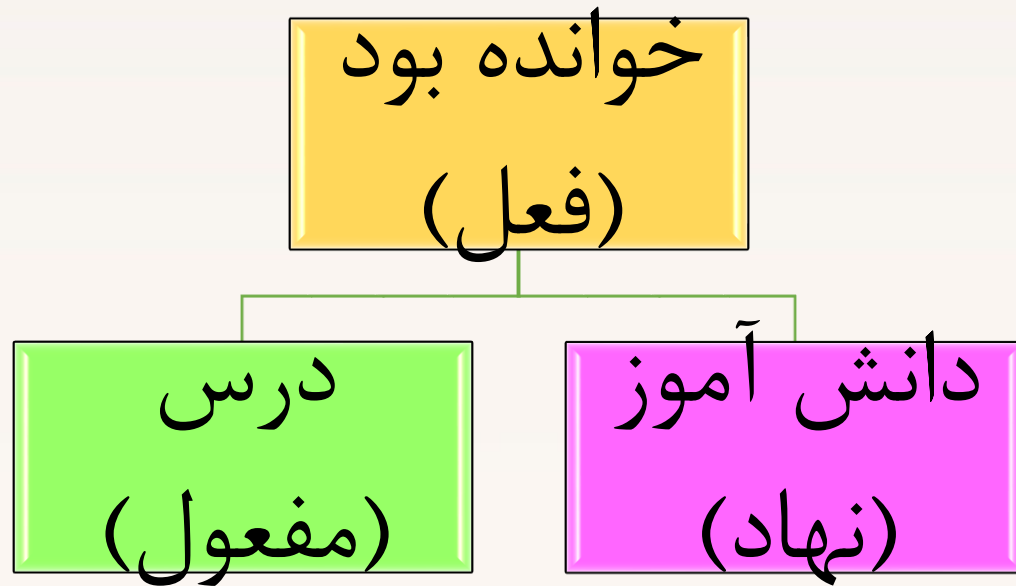 خوانده بود
(فعل)
دانش آموز
(نهاد)
درس
(مفعول)